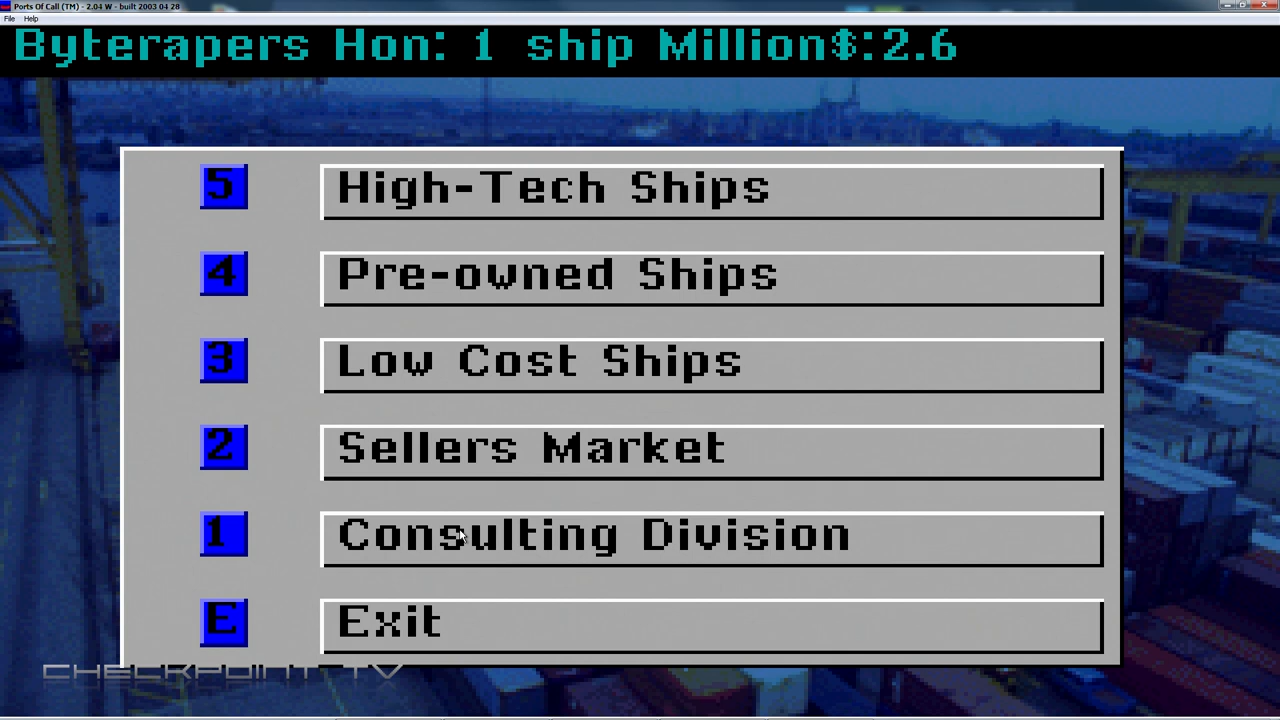 Ports Of Call (TM) - 2.04 W - built 2003 04 28
File Help
Byterapers Hon: 1 ship Million$:2.6
5 High-Tech Ships
4 Pre-owned Ships
3 Low Cost Ships
2 Sellers Market
1 Consulting Division
E Exit
CHECKPOINT TV